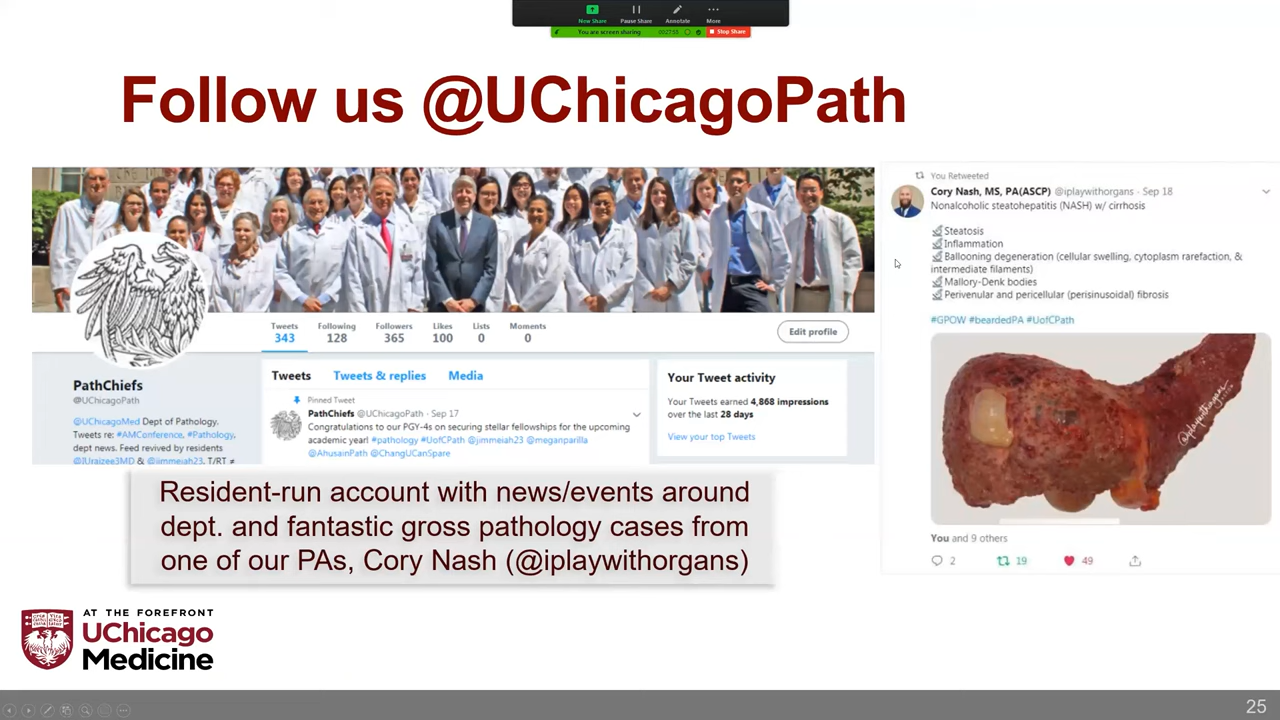 New Share
Pause Share
Annotate
More
You are screen sharing
00:27:55
Stop Share
Follow us @UChicagoPath
Tweets
343
Following
128
Followers
365
Likes
100
Lists
0
Moments
0
Edit profile
PathChiefs
@UChicagoPath
@UChicagoMed Dept of Pathology.
Tweets re: #AMConference, #Pathology,
dept news. Feed revived by residents
@jimmeiah23. T/RT ≠
Tweets
Tweets & replies
Media
Pinned Tweet
PathChiefs @UChicagoPath · Sep 17
Congratulations to our PGY-4s on securing stellar fellowships for the upcoming
academic year! #pathology #UofCPath @jimmeiah23 @meganparilla
@AhusainPath @ChangUCanSpare
Your Tweet activity
Your Tweets earned 4,868 impressions
over the last 28 days
View your top Tweets
You Retweeted
Cory Nash, MS, PA(ASCP) @iplaywithorgans · Sep 18
Nonalcoholic steatohepatitis (NASH) w/ cirrhosis
Steatosis
Inflammation
Ballooning degeneration (cellular swelling, cytoplasm rarefaction, &
intermediate filaments)
Mallory-Denk bodies
Perivenular and pericellular (perisinusoidal) fibrosis
#GPOW #beardedPA #UofCPath
@iplaywithorgans
You and 9 others
2
19
49
Resident-run account with news/events around
dept. and fantastic gross pathology cases from
one of our PAs, Cory Nash (@iplaywithorgans)
AT THE FOREFRONT
UChicago
Medicine
25